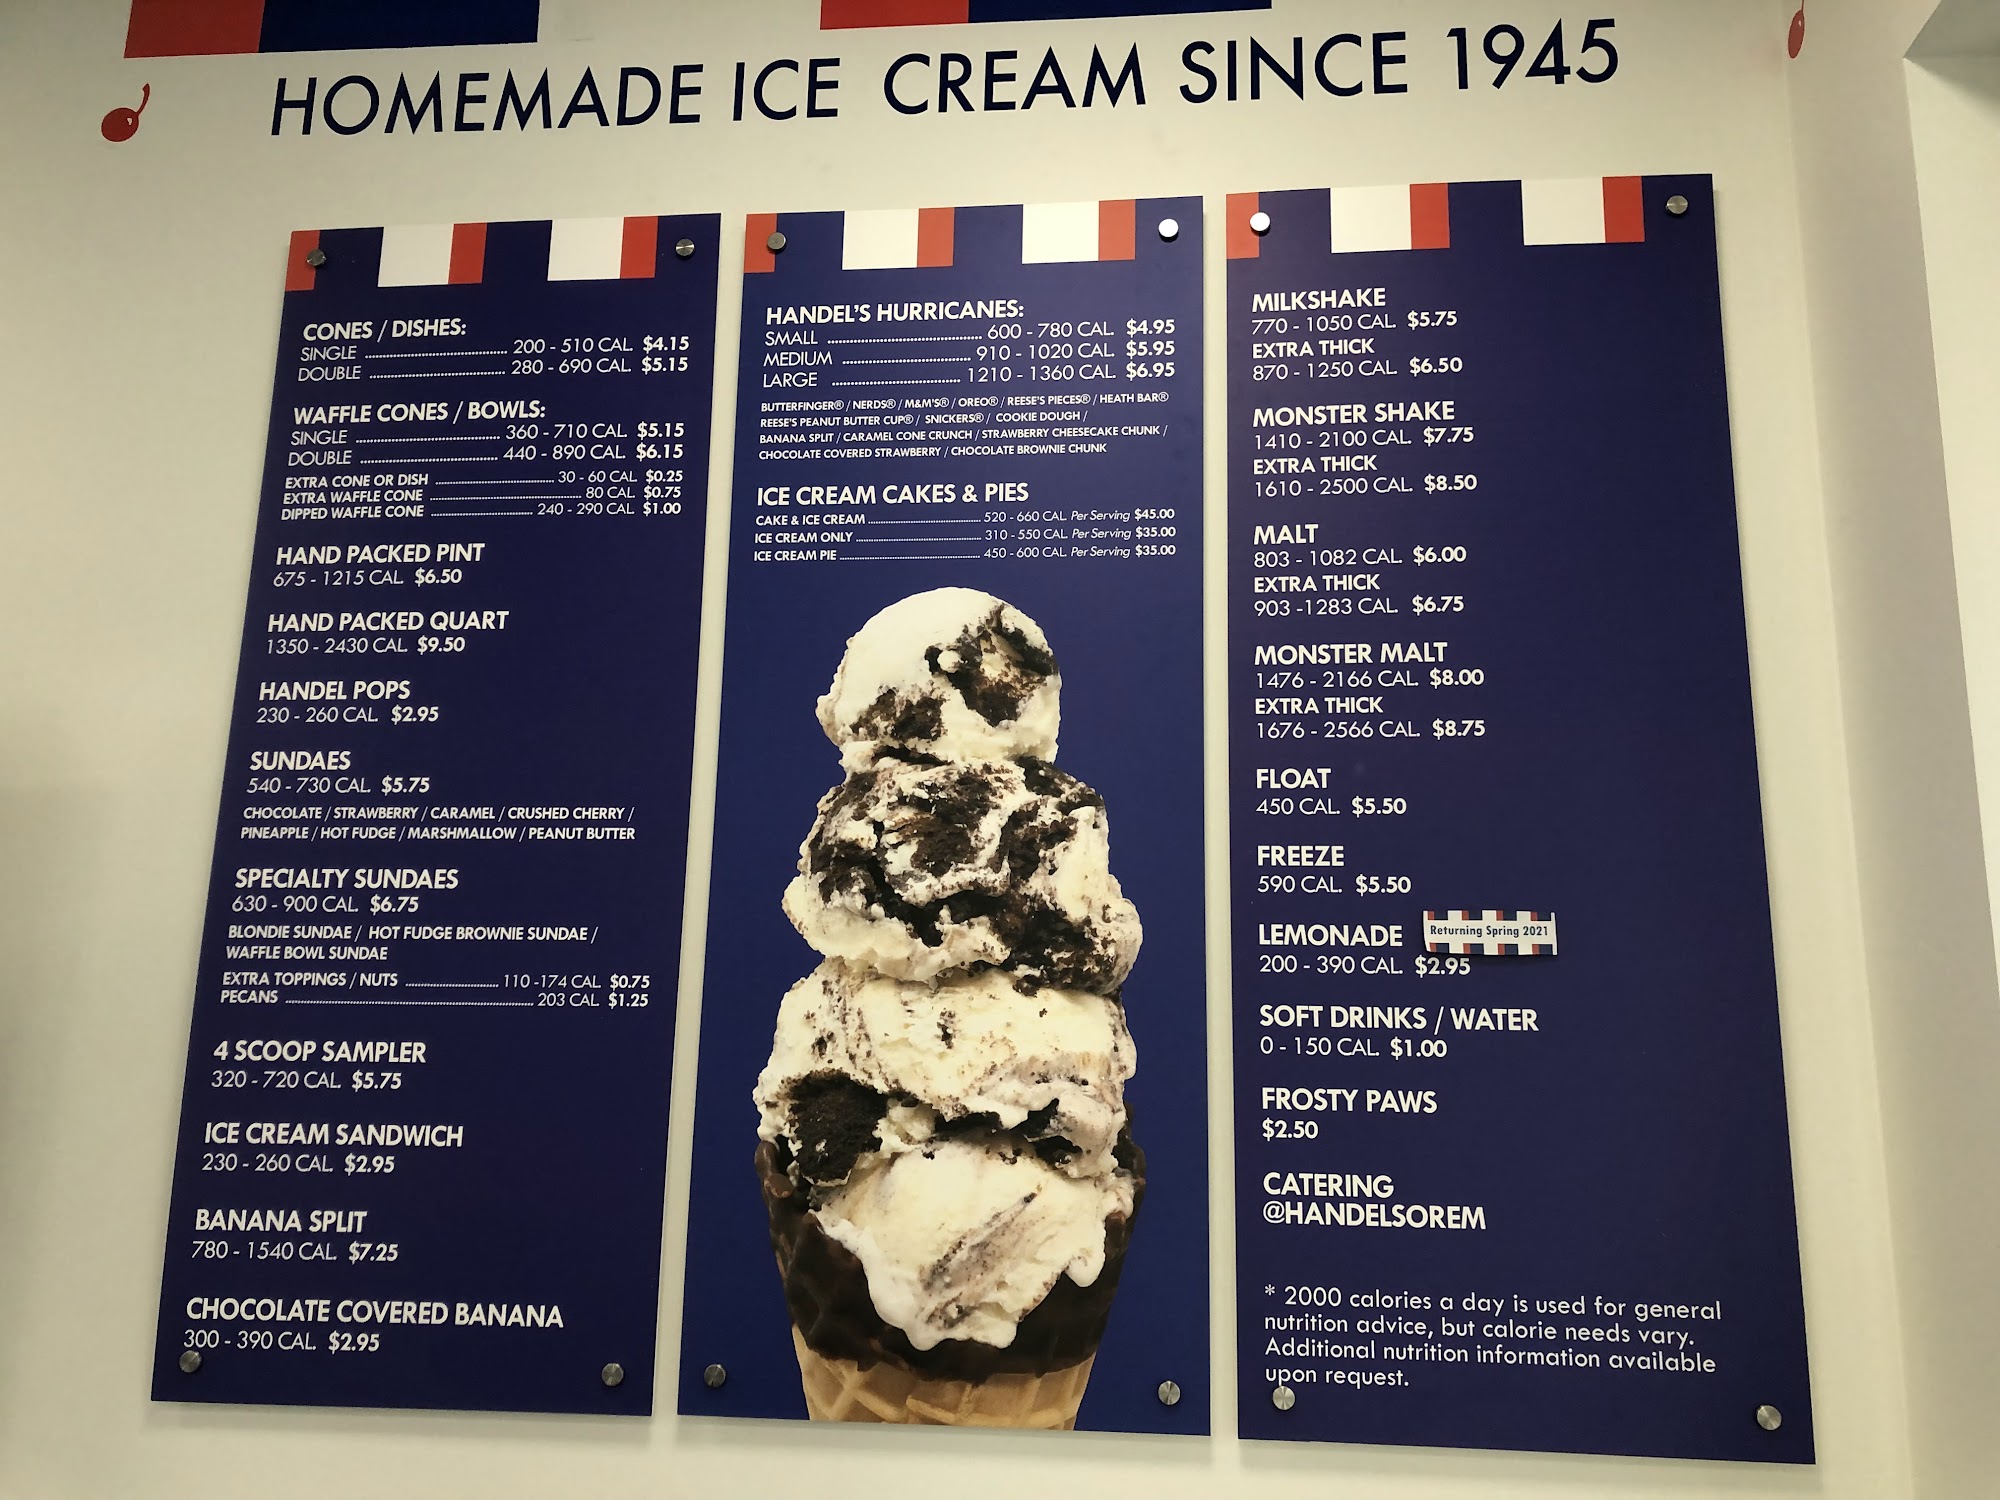 HOMEMADE ICE CREAM SINCE 1945
CONES / DISHES:
SINGLE ........ 200 - 510 CAL. $4.15
DOUBLE ........ 280 - 690 CAL. $5.15
WAFFLE CONES / BOWLS:
SINGLE ........ 360 - 710 CAL. $5.15
DOUBLE ........ 440 - 890 CAL. $6.15
EXTRA CONE OR DISH ........ 30 - 60 CAL. $0.25
EXTRA WAFFLE CONE ........ 80 CAL. $0.75
DIPPED WAFFLE CONE ........ 240 - 290 CAL. $1.00
HAND PACKED PINT
675 - 1215 CAL. $6.50
HAND PACKED QUART
1350 - 2430 CAL. $9.50
HANDEL POPS
230 - 260 CAL. $2.95
SUNDAES
540 - 730 CAL. $5.75
CHOCOLATE / STRAWBERRY / CARAMEL / CRUSHED CHERRY /
PINEAPPLE / HOT FUDGE / MARSHMALLOW / PEANUT BUTTER
SPECIALTY SUNDAES
630 - 900 CAL. $6.75
BLONDIE SUNDAE / HOT FUDGE BROWNIE SUNDAE /
WAFFLE BOWL SUNDAE
EXTRA TOPPINGS / NUTS ........ 110 -174 CAL. $0.75
PECANS ........ 203 CAL. $1.25
4 SCOOP SAMPLER
320 - 720 CAL. $5.75
ICE CREAM SANDWICH
230 - 260 CAL. $2.95
BANANA SPLIT
780 - 1540 CAL. $7.25
CHOCOLATE COVERED BANANA
300 - 390 CAL. $2.95
HANDEL'S HURRICANES:
SMALL ........ 600 - 780 CAL. $4.95
MEDIUM ........ 910 - 1020 CAL. $5.95
LARGE ........ 1210 - 1360 CAL. $6.95
BUTTERFINGER® / NERDS® / M&M'S® / OREO® / REESE'S PIECES® / HEATH BAR®
REESE'S PEANUT BUTTER CUP® / SNICKERS® / COOKIE DOUGH /
BANANA SPLIT / CARAMEL CONE CRUNCH / STRAWBERRY CHEESECAKE CHUNK /
CHOCOLATE COVERED STRAWBERRY / CHOCOLATE BROWNIE CHUNK
ICE CREAM CAKES & PIES
CAKE & ICE CREAM ........ 520 - 660 CAL. Per Serving $45.00
ICE CREAM ONLY ........ 310 - 550 CAL. Per Serving $35.00
ICE CREAM PIE ........ 450 - 600 CAL. Per Serving $35.00
MILKSHAKE
770 - 1050 CAL. $5.75
EXTRA THICK
870 - 1250 CAL. $6.50
MONSTER SHAKE
1410 - 2100 CAL. $7.75
EXTRA THICK
1610 - 2500 CAL. $8.50
MALT
803 - 1082 CAL. $6.00
EXTRA THICK
903 -1283 CAL. $6.75
MONSTER MALT
1476 - 2166 CAL. $8.00
EXTRA THICK
1676 - 2566 CAL. $8.75
FLOAT
450 CAL. $5.50
FREEZE
590 CAL. $5.50
LEMONADE Returning Spring 2021
200 - 390 CAL. $2.95
SOFT DRINKS / WATER
0 - 150 CAL. $1.00
FROSTY PAWS
$2.50
CATERING
@HANDELSOREM
* 2000 calories a day is used for general
nutrition advice, but calorie needs vary.
Additional nutrition information available
upon request.